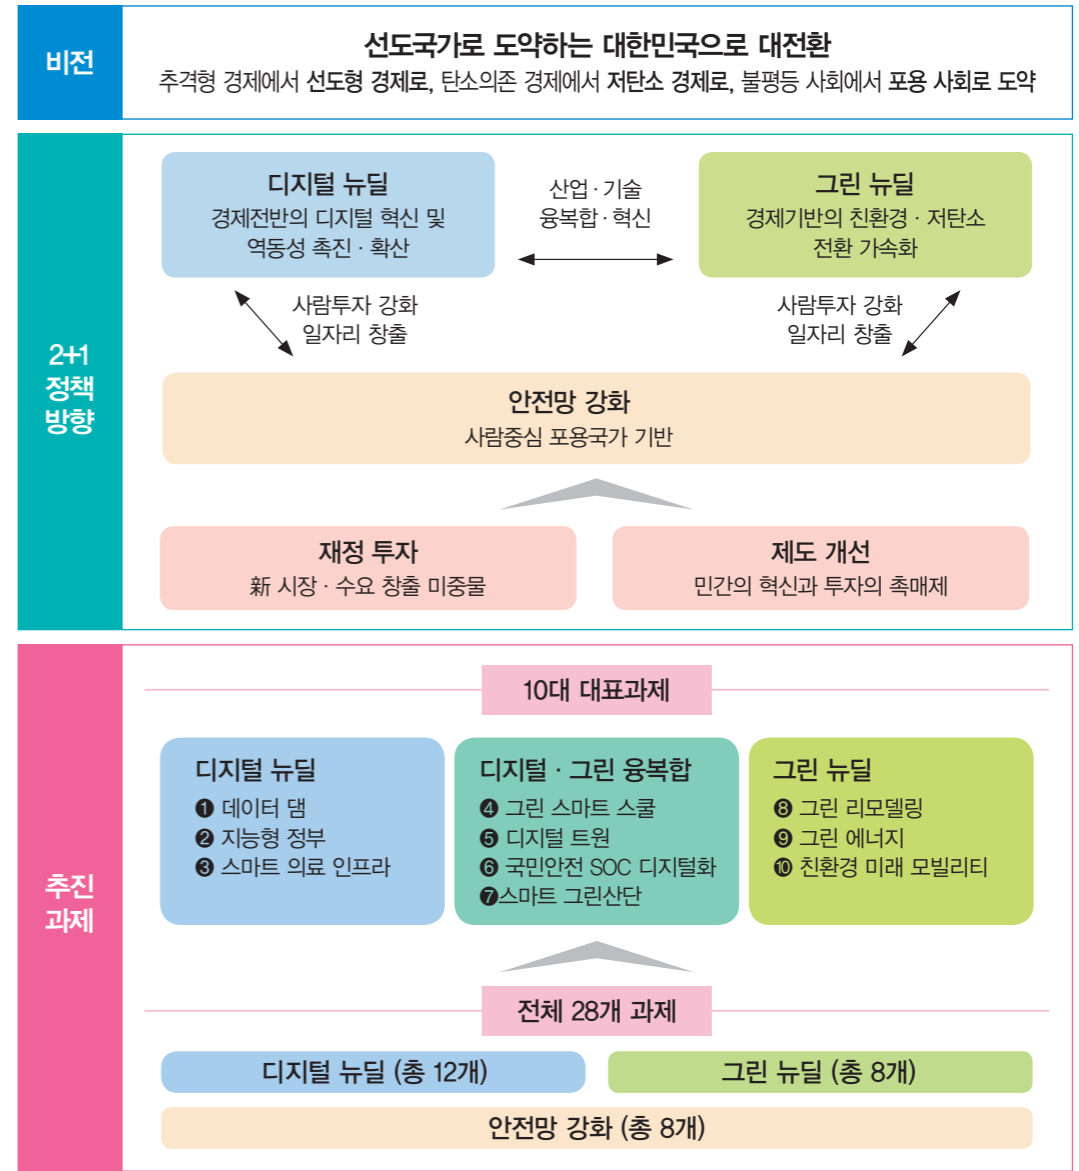 비전
선도국가로 도약하는 대한민국으로 대전환
추격형 경제에서 선도형 경제로, 탄소의존 경제에서 저탄소 경제로, 불평등 사회에서 포용 사회로 도약
2+1
정책
방향
디지털 뉴딜
경제전반의 디지털 혁신 및
역동성 촉진·확산
산업·기술
융복합·혁신
그린 뉴딜
경제기반의 친환경·저탄소
전환 가속화
사람투자 강화
일자리 창출
사람투자 강화
일자리 창출
안전망 강화
사람중심 포용국가 기반
재정 투자
新 시장·수요 창출 미중물
제도 개선
민간의 혁신과 투자의 촉매제
추진
과제
10대 대표과제
디지털 뉴딜
❶ 데이터 댐
❷ 지능형 정부
❸ 스마트 의료 인프라
디지털·그린 융복합
❹ 그린 스마트 스쿨
❺ 디지털 트윈
❻ 국민안전 SOC 디지털화
❼스마트 그린산단
그린 뉴딜
❽ 그린 리모델링
❾ 그린 에너지
❿ 친환경 미래 모빌리티
전체 28개 과제
디지털 뉴딜 (총 12개)
그린 뉴딜 (총 8개)
안전망 강화 (총 8개)